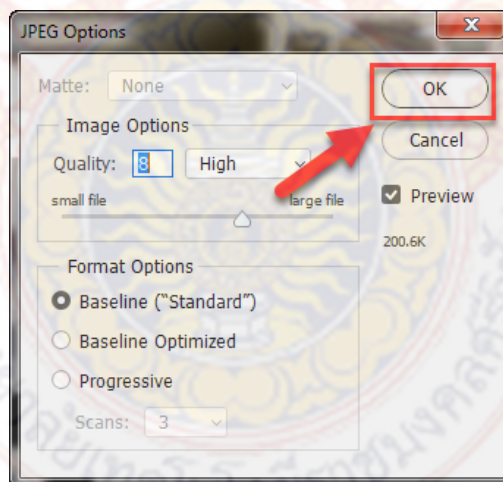 JPEG Options
Matte: None
OK
Image Options
Cancel
Quality: 8 High
small file large file
Preview
200.6K
Format Options
Baseline (“Standard”)
Baseline Optimized
Progressive
Scans: 3